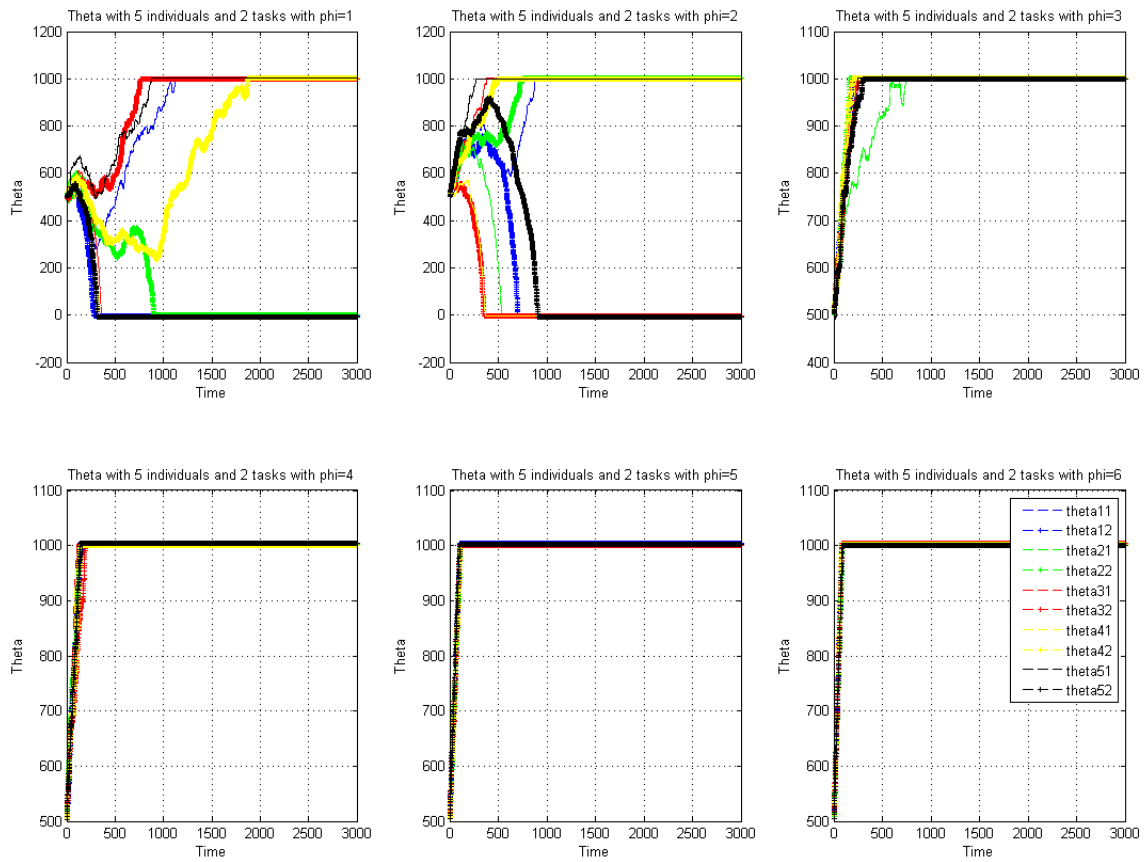 Theta with 5 individuals and 2 tasks with phi=1
1200
1000
800
600
400
200
0
-200
Theta
0 500 1000 1500 2000 2500 3000
Time
Theta with 5 individuals and 2 tasks with phi=2
1200
1000
800
600
400
200
0
-200
Theta
0 500 1000 1500 2000 2500 3000
Time
Theta with 5 individuals and 2 tasks with phi=3
1100
1000
900
800
700
600
500
400
Theta
0 500 1000 1500 2000 2500 3000
Time
Theta with 5 individuals and 2 tasks with phi=4
1100
1000
900
800
700
600
500
Theta
0 500 1000 1500 2000 2500 3000
Time
Theta with 5 individuals and 2 tasks with phi=5
1100
1000
900
800
700
600
500
Theta
0 500 1000 1500 2000 2500 3000
Time
Theta with 5 individuals and 2 tasks with phi=6
1100
1000
900
800
700
600
500
Theta
0 500 1000 1500 2000 2500 3000
Time
theta11
theta12
theta21
theta22
theta31
theta32
theta41
theta42
theta51
theta52